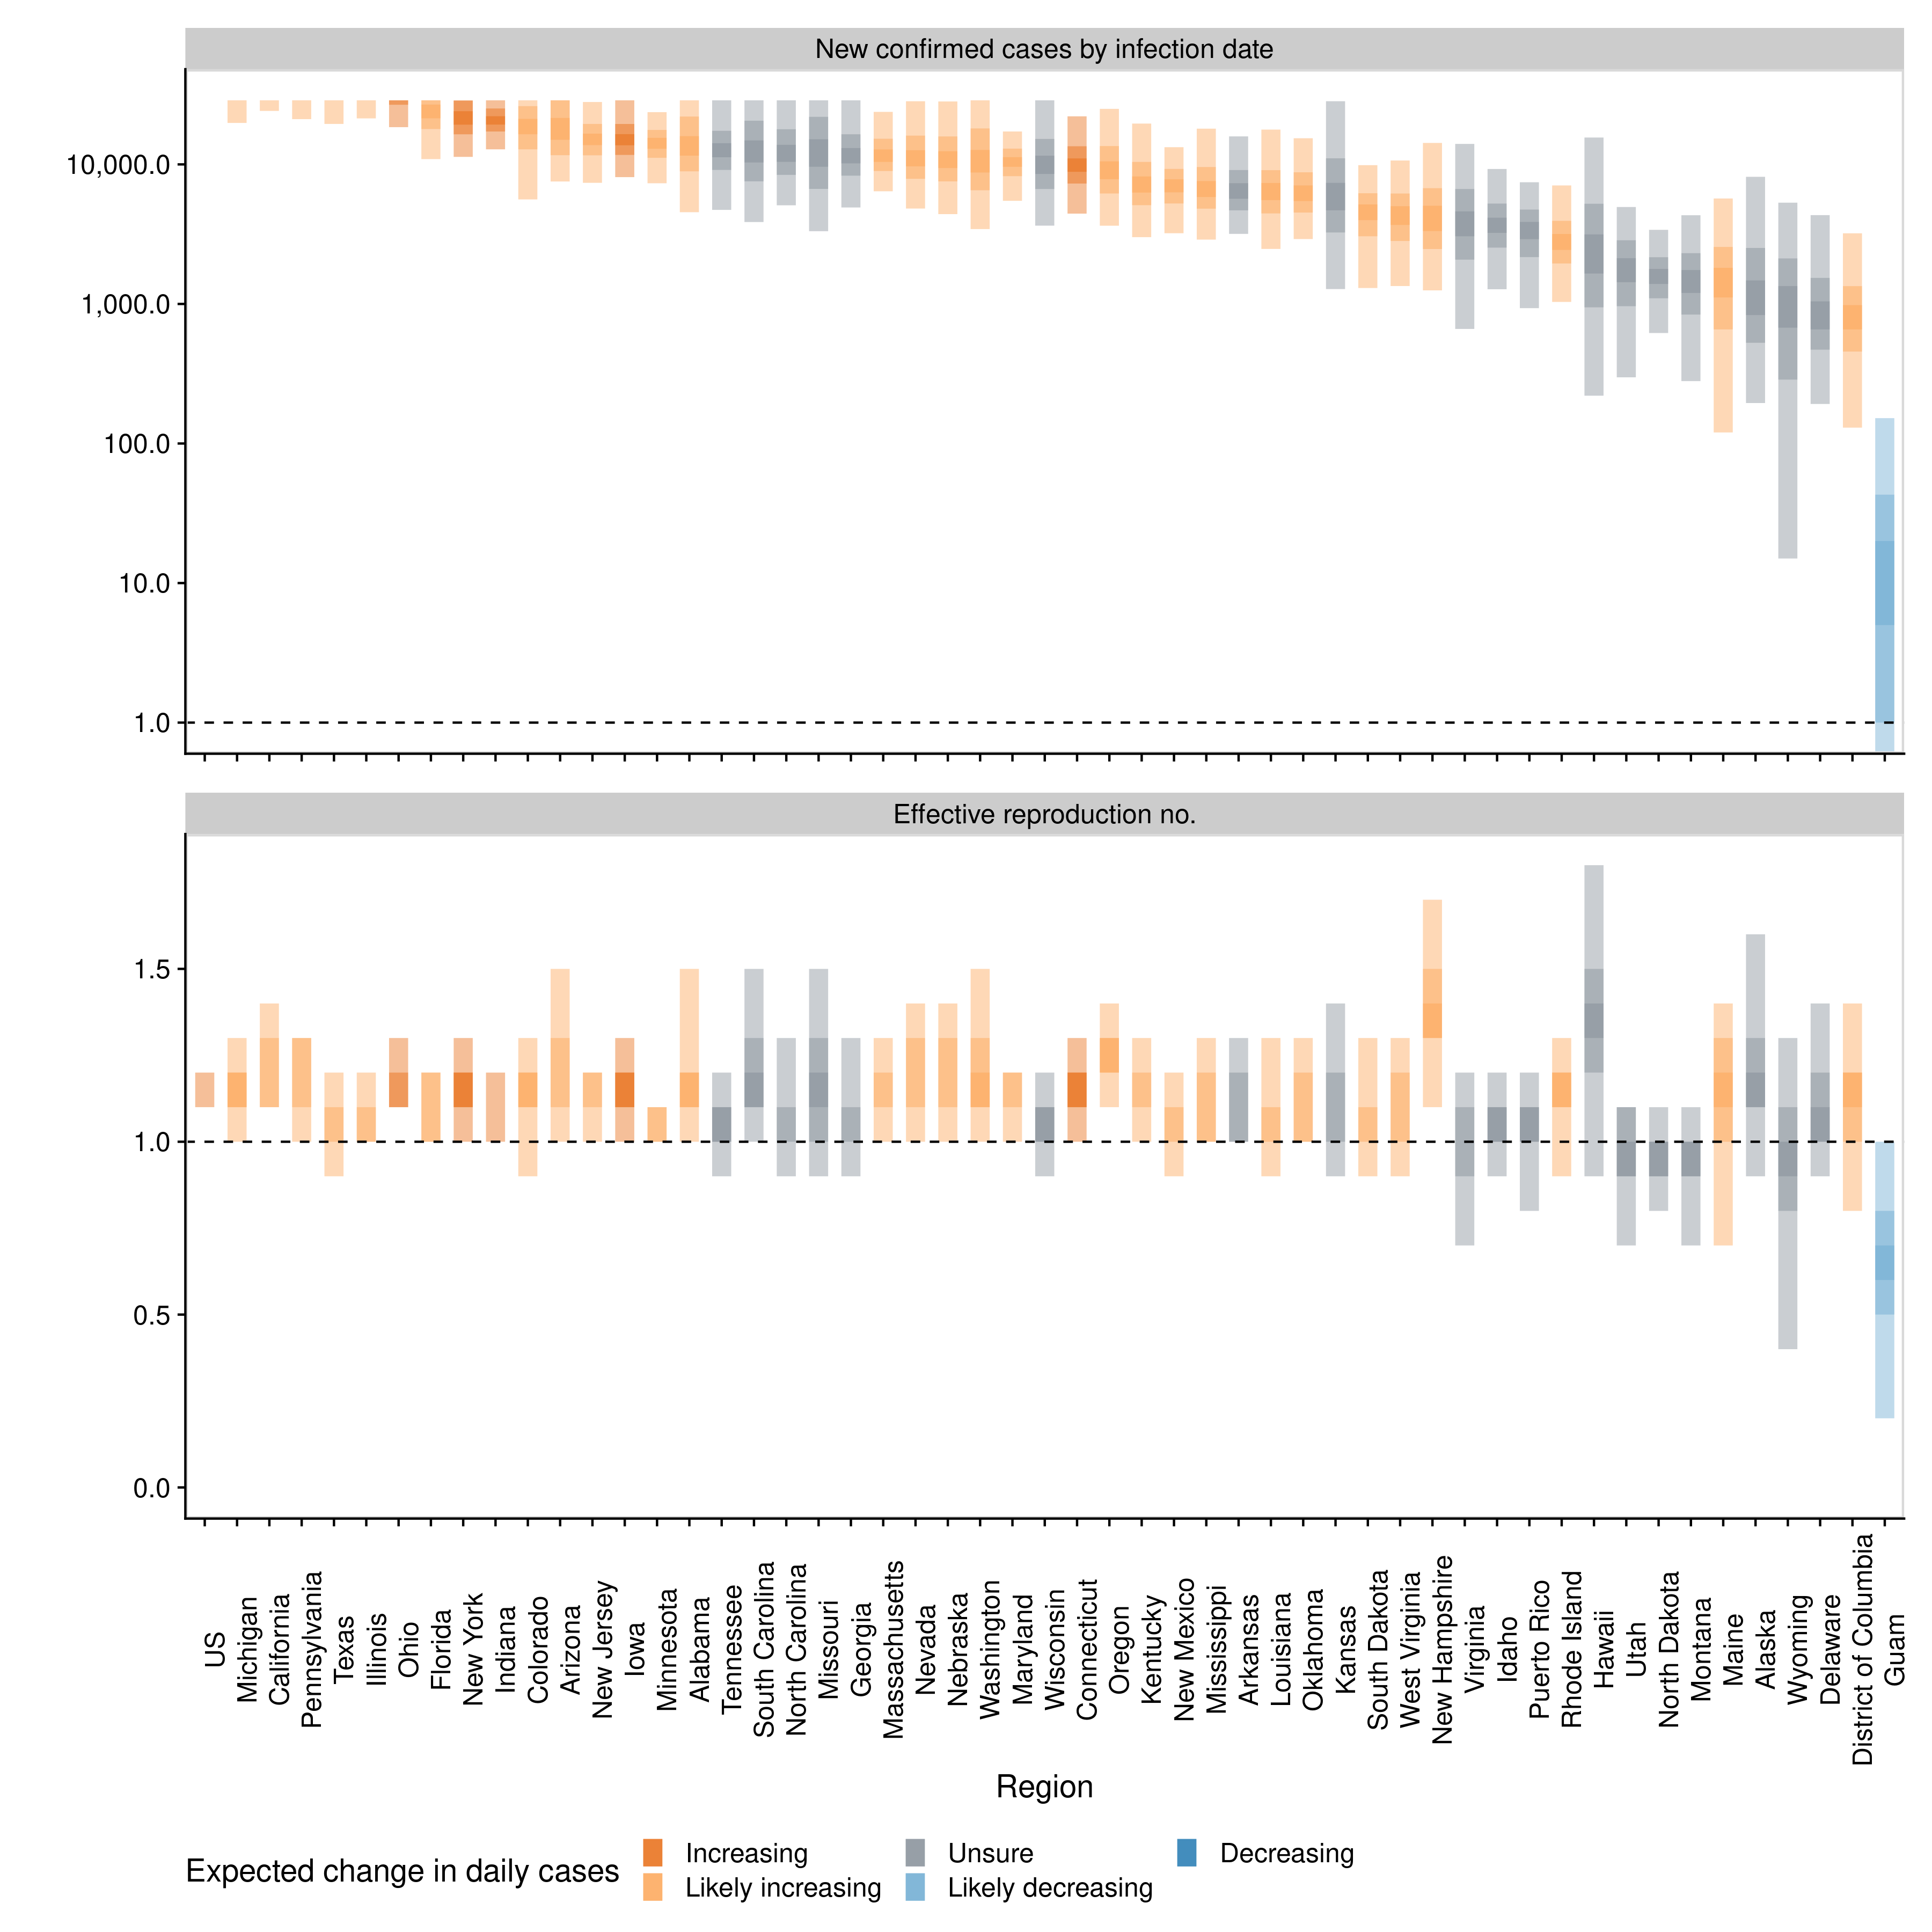 New confirmed cases by infection date
10,000.0
1,000.0
100.0
10.0
1.0
Effective reproduction no.
1.5
1.0
0.5
0.0
US
Michigan
California
Pennsylvania
Texas
Illinois
Ohio
Florida
New York
Indiana
Colorado
Arizona
New Jersey
Iowa
Minnesota
Alabama
Tennessee
South Carolina
North Carolina
Missouri
Georgia
Massachusetts
Nevada
Nebraska
Washington
Maryland
Wisconsin
Connecticut
Oregon
Kentucky
New Mexico
Mississippi
Arkansas
Louisiana
Oklahoma
Kansas
South Dakota
West Virginia
New Hampshire
Virginia
Idaho
Puerto Rico
Rhode Island
Hawaii
Utah
North Dakota
Montana
Maine
Alaska
Wyoming
Delaware
District of Columbia
Guam
Region
Expected change in daily cases
Increasing
Likely increasing
Unsure
Likely decreasing
Decreasing